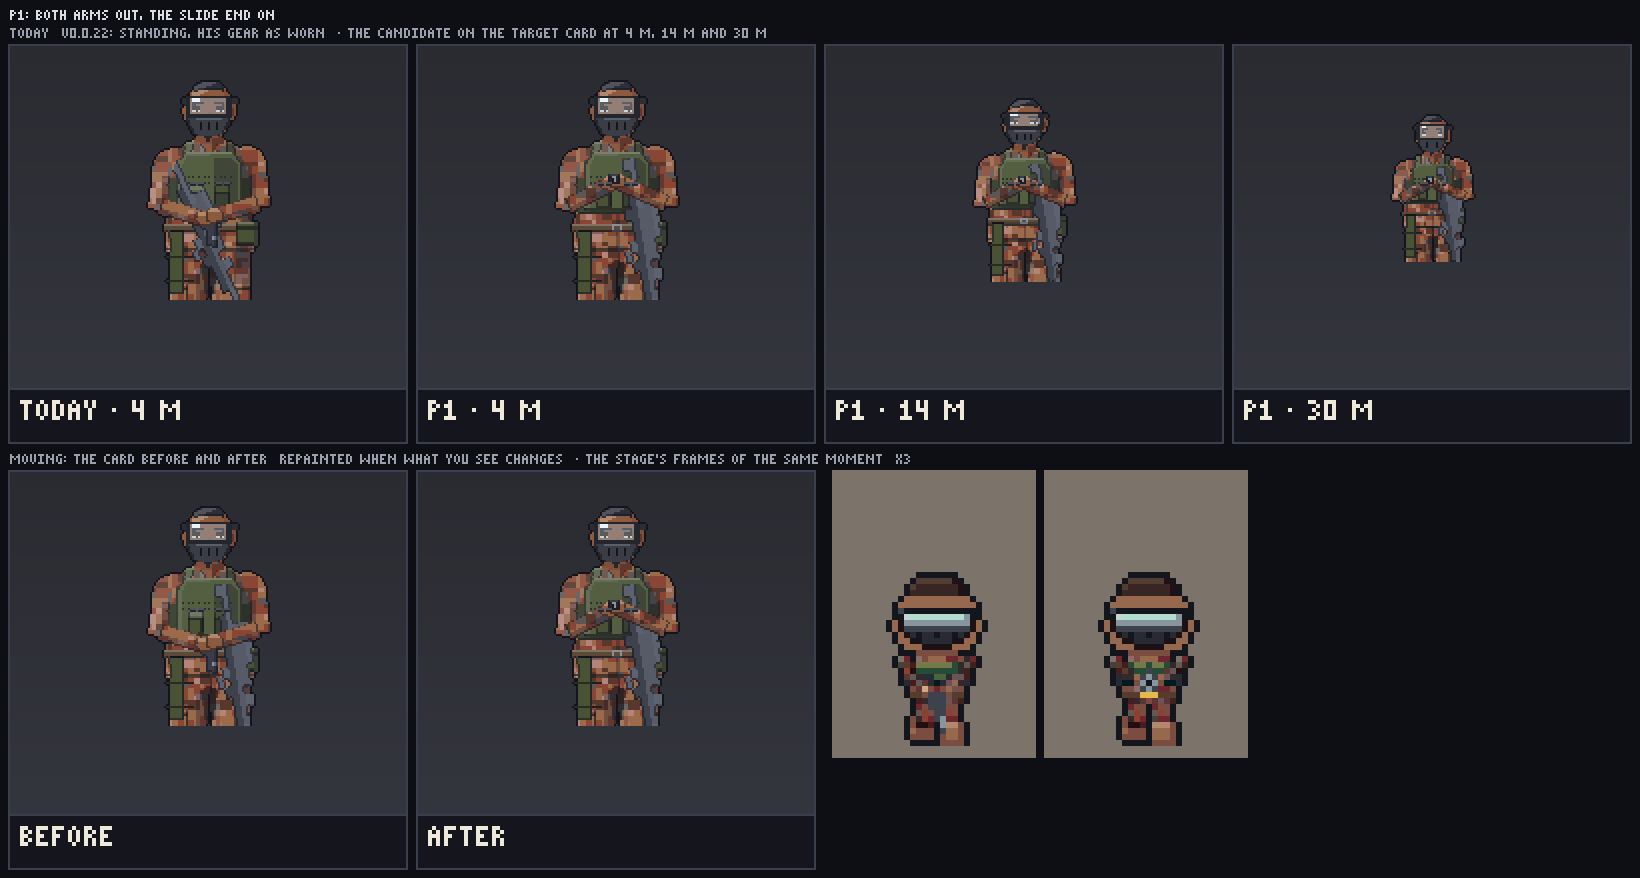 P1: BOTH ARMS OUT, THE SLIDE END ON
TODAY V0.0.22: STANDING, HIS GEAR AS WORN · THE CANDIDATE ON THE TARGET CARD AT 4 M, 14 M AND 30 M
TODAY · 4 M
P1 · 4 M
P1 · 14 M
P1 · 30 M
MOVING: THE CARD BEFORE AND AFTER REPAINTED WHEN WHAT YOU SEE CHANGES · THE STAGE'S FRAMES OF THE SAME MOMENT X3
BEFORE
AFTER